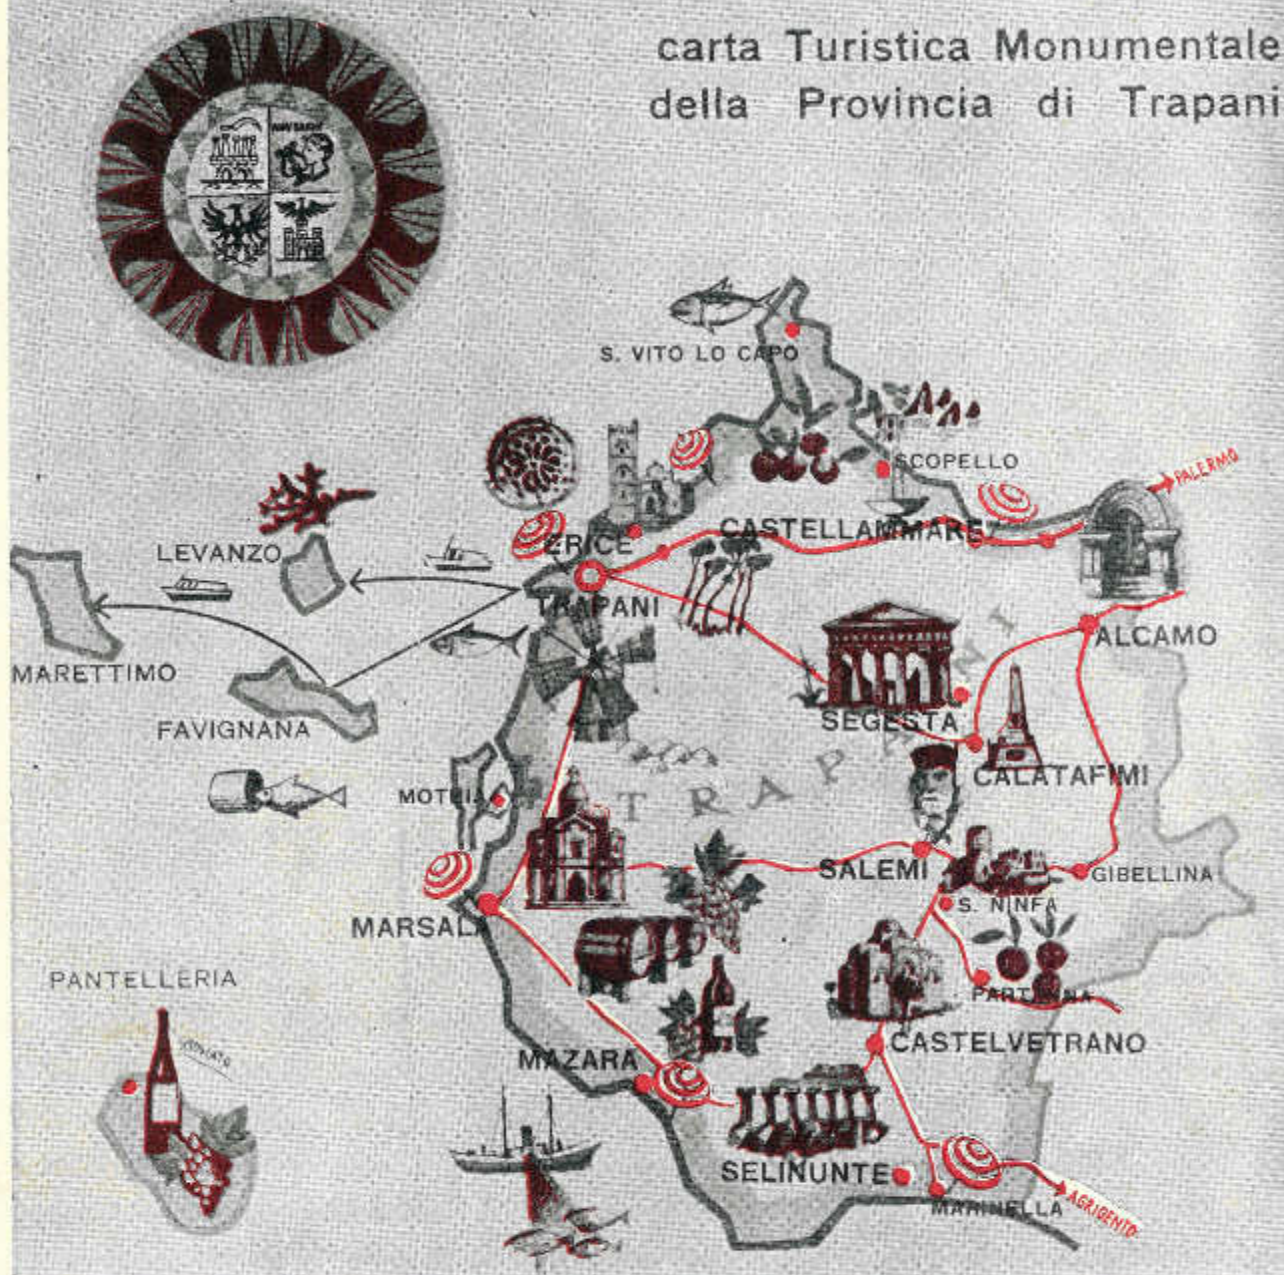 carta Turistica Monumentale
della Provincia di Trapani
S. VITO LO CAPO
SCOPELLO
PALERMO
CASTELLAMMARE
LEVANZO
ERICE
TRAPANI
ALCAMO
MARETTIMO
FAVIGNANA
SEGESTA
CALATAFIMI
TRAPANI
MOTHIA
SALEMI
GIBELLINA
S. NINFA
MARSALA
PANTELLERIA
PARTANNA
MOSCATO
MAZARA
CASTELVETRANO
SELINUNTE
MARINELLA
AGRIGENTO